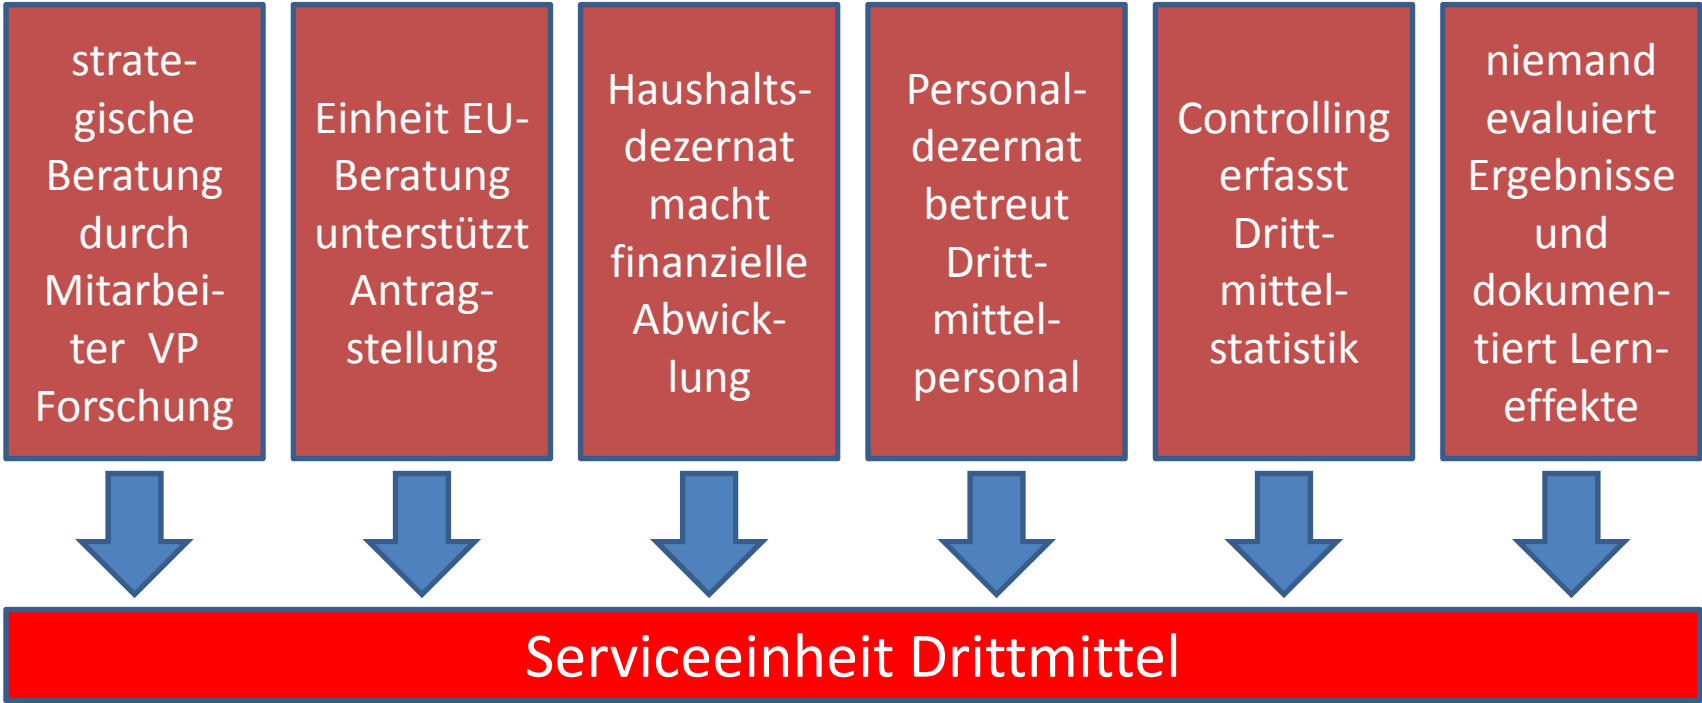 strate-
gische
Beratung
durch
Mitarbei-
ter VP
Forschung
Einheit EU-
Beratung
unterstützt
Antrag-
stellung
Haushalts-
dezernat
macht
finanzielle
Abwick-
lung
Personal-
dezernat
betreut
Dritt-
mittel-
personal
Controlling
erfasst
Dritt-
mittel-
statistik
niemand
evaluiert
Ergebnisse
und
dokumen-
tiert Lern-
effekte
Serviceeinheit Drittmittel